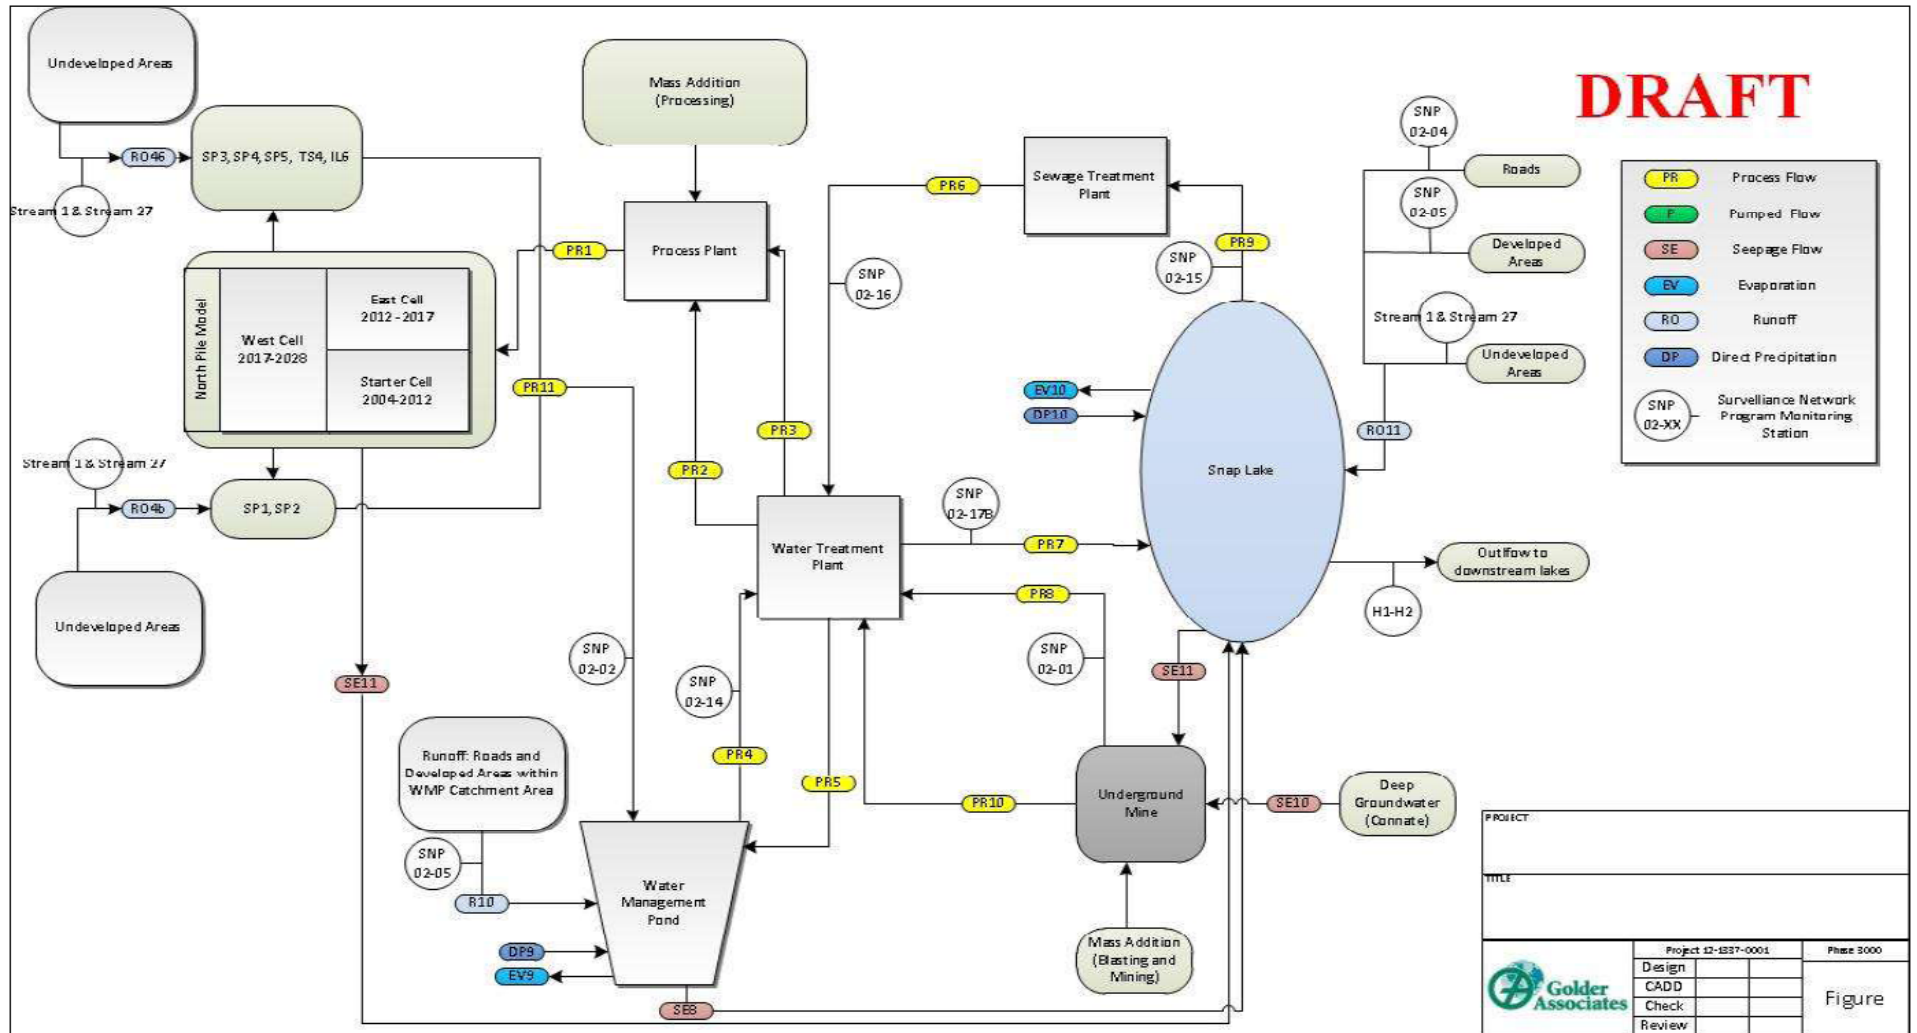 Undeveloped Areas
RO46
SP3, SP4, SP5, TS4, IL6
Stream 1 & Stream 27
Mass Addition
(Processing)
Process Plant
PR1
North Pile Model
West Cell
2017-2028
East Cell
2012-2017
Starter Cell
2004-2012
PR11
Stream 1 & Stream 27
RO4b
SP1, SP2
Undeveloped Areas
SE11
SNP
02-02
PR2
PR3
PR6
SNP
02-16
Sewage Treatment
Plant
PR9
SNP
02-15
Water Treatment
Plant
SNP
02-17B
PR7
PR8
SNP
02-01
SNP
02-14
PR4
PR5
PR10
EV10
DP10
Snap Lake
SE11
Underground
Mine
SE10
Deep
Groundwater
(Connate)
Mass Addition
(Blasting and
Mining)
Runoff: Roads and
Developed Areas within
WMP Catchment Area
SNP
02-05
R10
DP9
EV9
Water
Management
Pond
SE8
DRAFT
SNP
02-04
Roads
SNP
02-05
Developed
Areas
Stream 1 & Stream 27
Undeveloped
Areas
RO11
Outlfow to
downstream lakes
H1-H2
PR Process Flow
P Pumped Flow
SE Seepage Flow
EV Evaporation
RO Runoff
DP Direct Precipitation
SNP
02-XX
Survelliance Network
Program Monitoring
Station
PROJECT
TITLE
Golder
Associates
Project 12-1337-0001
Phase 3000
Design
CADD
Check
Review
Figure